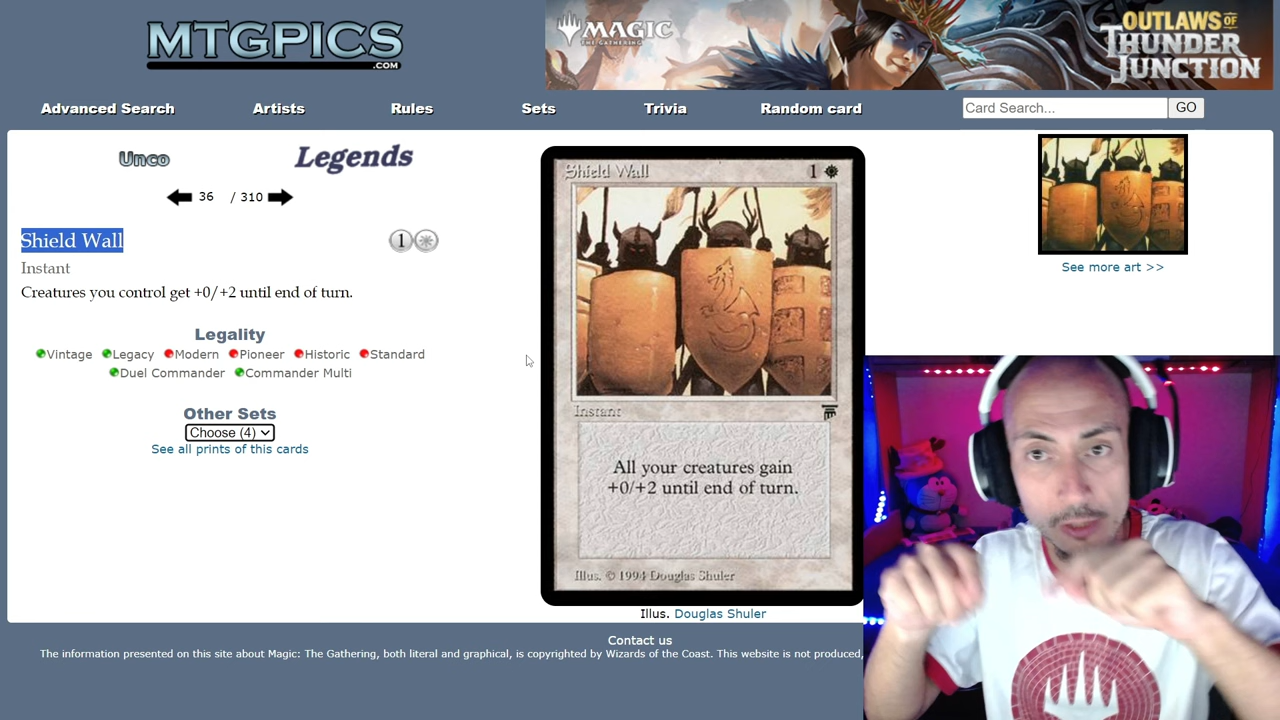 MTGPICS
.COM
MAGIC
THE GATHERING
OUTLAWS OF
THUNDER
JUNCTION
Advanced Search
Artists
Rules
Sets
Trivia
Random card
Card Search...
GO
Unco
Legends
36 / 310
Shield Wall
1
Instant
Creatures you control get +0/+2 until end of turn.
Legality
Vintage Legacy Modern Pioneer Historic Standard
Duel Commander Commander Multi
Other Sets
Choose (4)
See all prints of this cards
Shield Wall 1
Instant
All your creatures gain
+0/+2 until end of turn.
Illus. © 1994 Douglas Shuler
Illus. Douglas Shuler
See more art >>
Contact us
The information presented on this site about Magic: The Gathering, both literal and graphical, is copyrighted by Wizards of the Coast. This website is not produced,